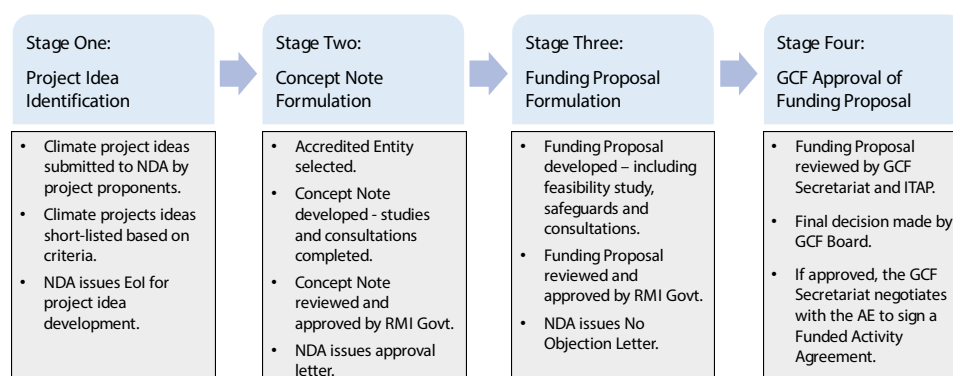 Stage One:
Project Idea
Identification
• Climate project ideas
submitted to NDA by
project proponents.
• Climate projects ideas
short-listed based on
criteria.
• NDA issues EoI for
project idea
development.
Stage Two:
Concept Note
Formulation
• Accredited Entity
selected.
• Concept Note
developed - studies
and consultations
completed.
• Concept Note
reviewed and
approved by RMI Govt.
• NDA issues approval
letter.
Stage Three:
Funding Proposal
Formulation
• Funding Proposal
developed – including
feasibility study,
safeguards and
consultations.
• Funding Proposal
reviewed and
approved by RMI Govt.
• NDA issues No
Objection Letter.
Stage Four:
GCF Approval of
Funding Proposal
• Funding Proposal
reviewed by GCF
Secretariat and ITAP.
• Final decision made by
GCF Board.
• If approved, the GCF
Secretariat negotiates
with the AE to sign a
Funded Activity
Agreement.